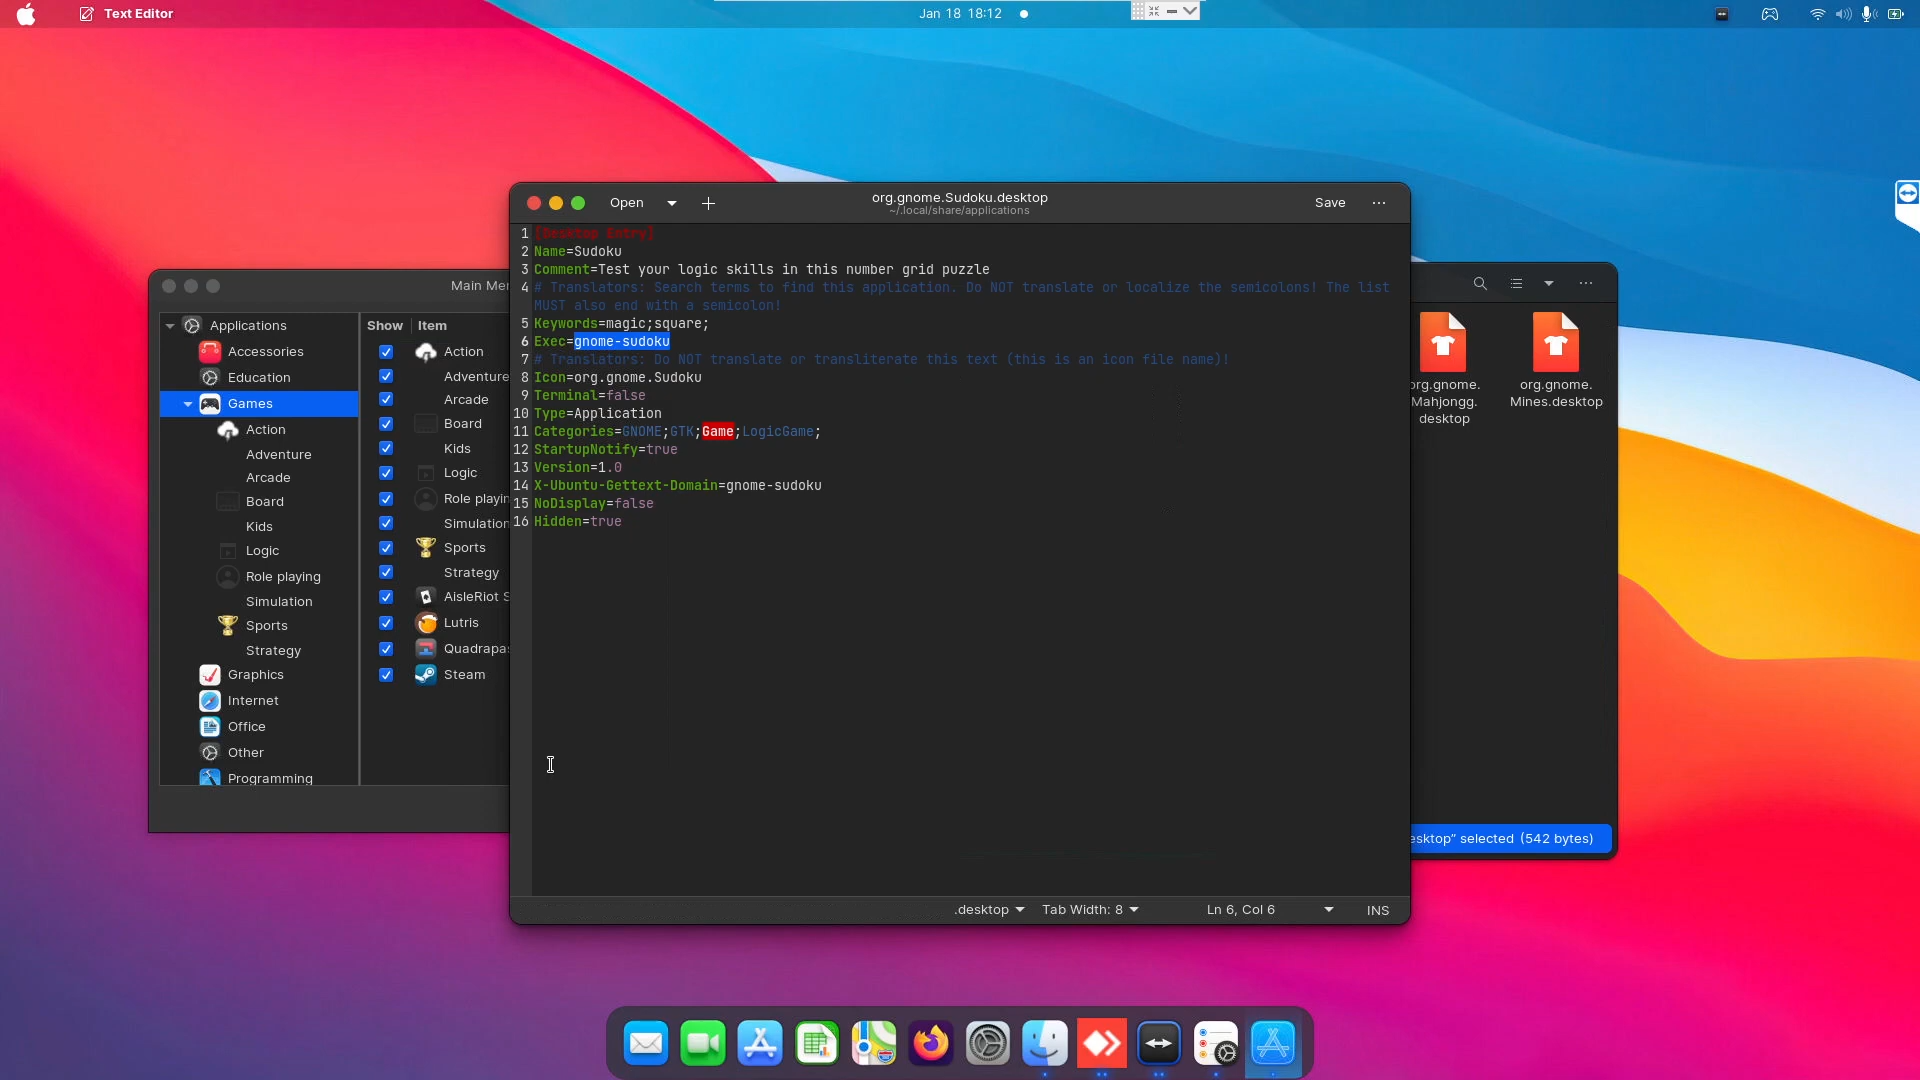 Text Editor
Jan 18 18:12
Open
org.gnome.Sudoku.desktop
~/.local/share/applications
Save
1 [Desktop Entry]
2 Name=Sudoku
3 Comment=Test your logic skills in this number grid puzzle
4 # Translators: Search terms to find this application. Do NOT translate or localize the semicolons! The list
MUST also end with a semicolon!
5 Keywords=magic;square;
6 Exec=gnome-sudoku
7 # Translators: Do NOT translate or transliterate this text (this is an icon file name)!
8 Icon=org.gnome.Sudoku
9 Terminal=false
10 Type=Application
11 Categories=GNOME;GTK;Game;LogicGame;
12 StartupNotify=true
13 Version=1.0
14 X-Ubuntu-Gettext-Domain=gnome-sudoku
15 NoDisplay=false
16 Hidden=true
.desktop
Tab Width: 8
Ln 6, Col 6
INS
Main Me
Applications
Accessories
Education
Games
Action
Adventure
Arcade
Board
Kids
Logic
Role playing
Simulation
Sports
Strategy
Graphics
Internet
Office
Other
Programming
Show Item
Action
Adventure
Arcade
Board
Kids
Logic
Role playin
Simulation
Sports
Strategy
AisleRiot S
Lutris
Quadrapas
Steam
org.gnome.
Mahjongg.
desktop
org.gnome.
Mines.desktop
esktop" selected (542 bytes)